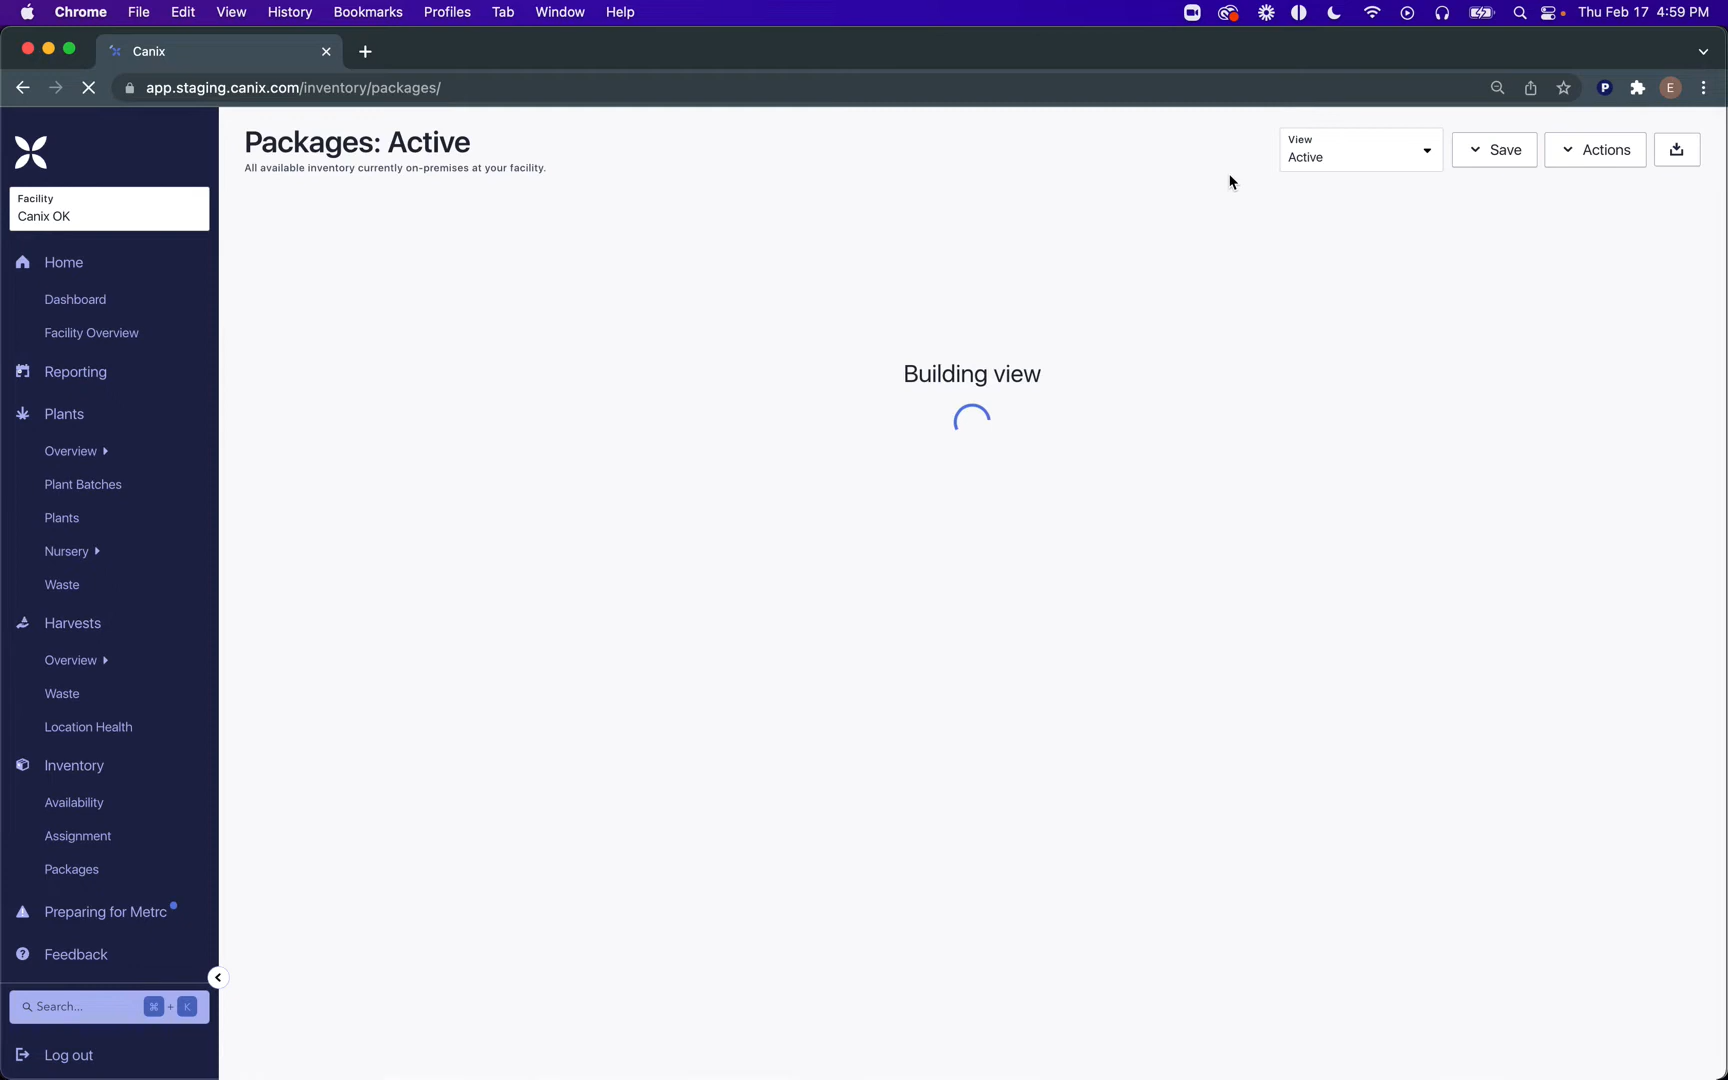 Chrome File Edit View History Bookmarks Profiles Tab Window Help Thu Feb 17 4:59 PM
Canix
app.staging.canix.com/inventory/packages/ P E
Packages: Active
All available inventory currently on-premises at your facility.
View
Active
Save
Actions
Facility
Canix OK
Home
Dashboard
Facility Overview
Reporting
Plants
Overview
Plant Batches
Plants
Nursery
Waste
Harvests
Overview
Waste
Location Health
Inventory
Availability
Assignment
Packages
Preparing for Metrc
Feedback
Search... ⌘ + K
Log out
Building view